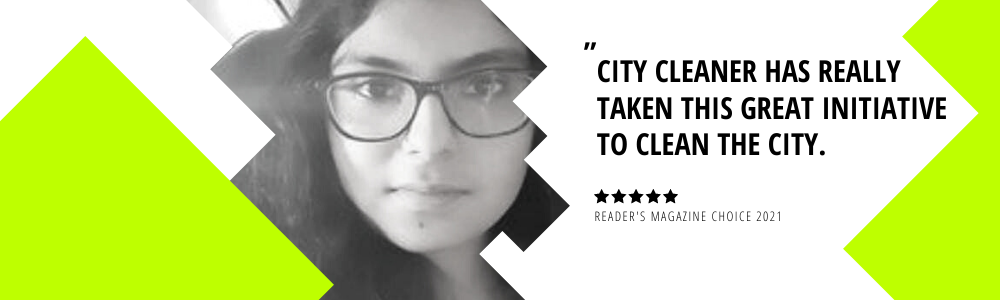 ”
CITY CLEANER HAS REALLY
TAKEN THIS GREAT INITIATIVE
TO CLEAN THE CITY.
★★★★★
READER'S MAGAZINE CHOICE 2021